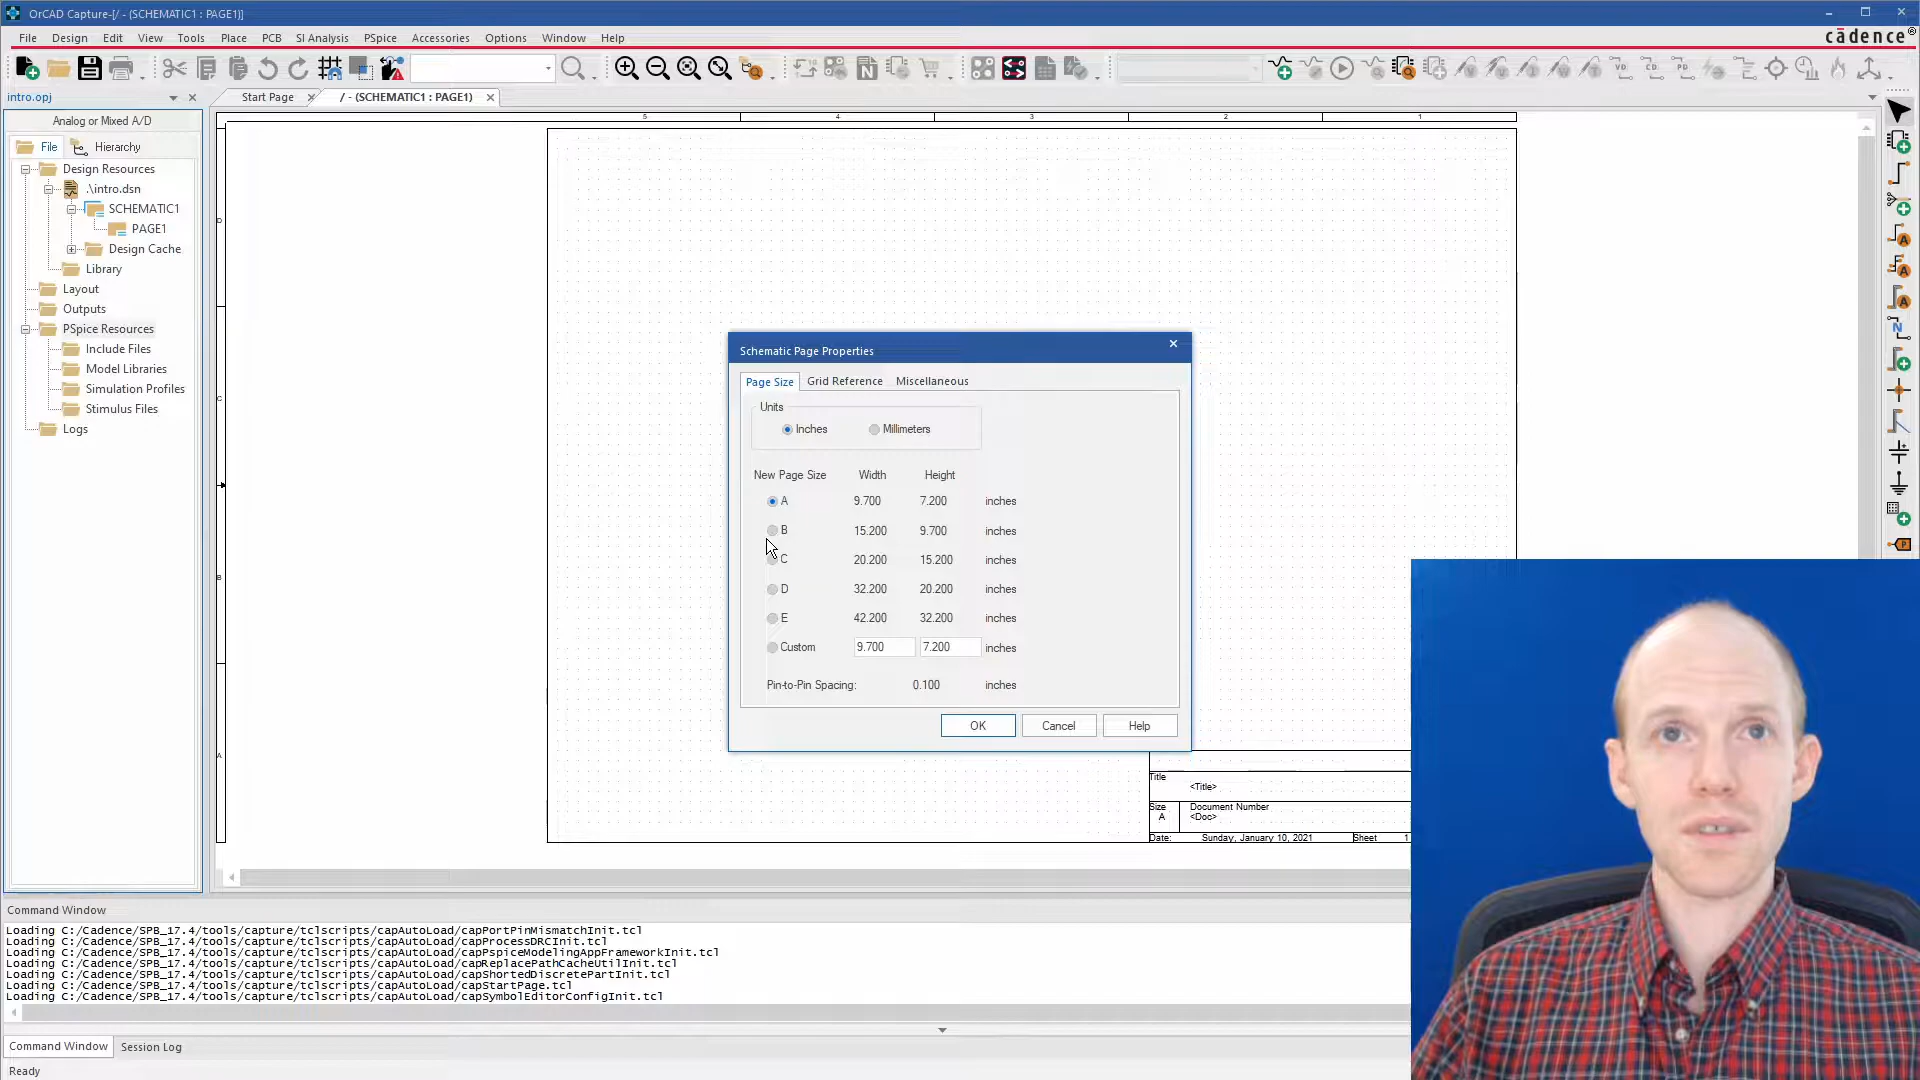 OrCAD Capture-[/ - (SCHEMATIC1 : PAGE1)]
File Design Edit View Tools Place PCB SI Analysis PSpice Accessories Options Window Help
cādence®
intro.opj
Start Page
/ - (SCHEMATIC1 : PAGE1)
Analog or Mixed A/D
File Hierarchy
Design Resources
.\intro.dsn
SCHEMATIC1
PAGE1
Design Cache
Library
Layout
Outputs
PSpice Resources
Include Files
Model Libraries
Simulation Profiles
Stimulus Files
Logs
5 4 3 2 1
D
C
B
A
Schematic Page Properties
Page Size Grid Reference Miscellaneous
Units
Inches Millimeters
New Page Size Width Height
A 9.700 7.200 inches
B 15.200 9.700 inches
C 20.200 15.200 inches
D 32.200 20.200 inches
E 42.200 32.200 inches
Custom 9.700 7.200 inches
Pin-to-Pin Spacing: 0.100 inches
OK Cancel Help
Title
<Title>
Size Document Number
A <Doc>
Date: Sunday, January 10, 2021 Sheet 1
Command Window
Loading C:/Cadence/SPB_17.4/tools/capture/tclscripts/capAutoLoad/capPortPinMismatchInit.tcl
Loading C:/Cadence/SPB_17.4/tools/capture/tclscripts/capAutoLoad/capProcessDRCInit.tcl
Loading C:/Cadence/SPB_17.4/tools/capture/tclscripts/capAutoLoad/capPspiceModelingAppFrameworkInit.tcl
Loading C:/Cadence/SPB_17.4/tools/capture/tclscripts/capAutoLoad/capReplacePathCacheUtilInit.tcl
Loading C:/Cadence/SPB_17.4/tools/capture/tclscripts/capAutoLoad/capShortedDiscretePartInit.tcl
Loading C:/Cadence/SPB_17.4/tools/capture/tclscripts/capAutoLoad/capStartPage.tcl
Loading C:/Cadence/SPB_17.4/tools/capture/tclscripts/capAutoLoad/capSymbolEditorConfigInit.tcl
Command Window Session Log
Ready